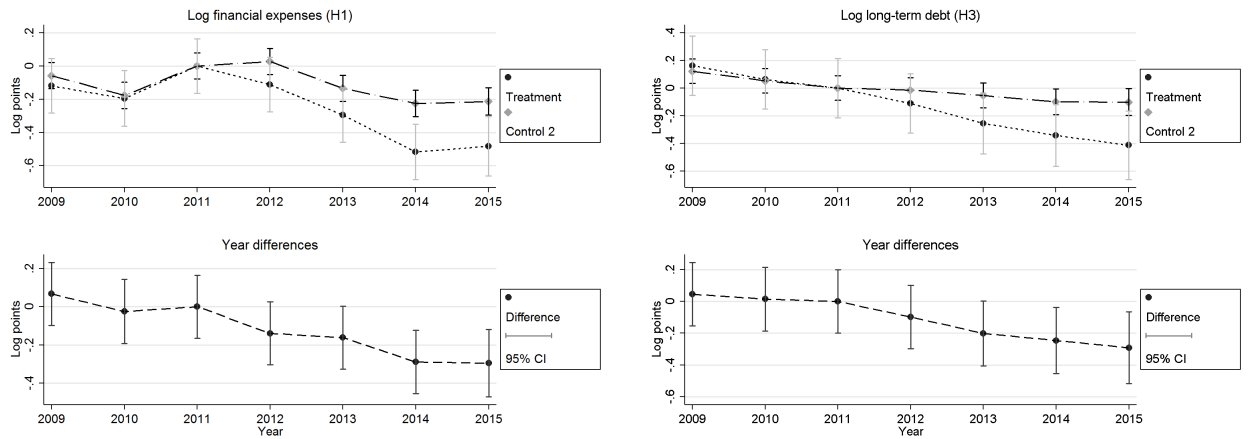 Log financial expenses (H1)
Log points
.2
0
-.2
-.4
-.6
2009 2010 2011 2012 2013 2014 2015
Year
Treatment
Control 2
Log long-term debt (H3)
Log points
.4
.2
0
-.2
-.4
-.6
2009 2010 2011 2012 2013 2014 2015
Year
Treatment
Control 2
Year differences
Log points
.2
0
-.2
-.4
2009 2010 2011 2012 2013 2014 2015
Year
Difference
95% CI
Year differences
Log points
.2
0
-.2
-.4
-.6
2009 2010 2011 2012 2013 2014 2015
Year
Difference
95% CI